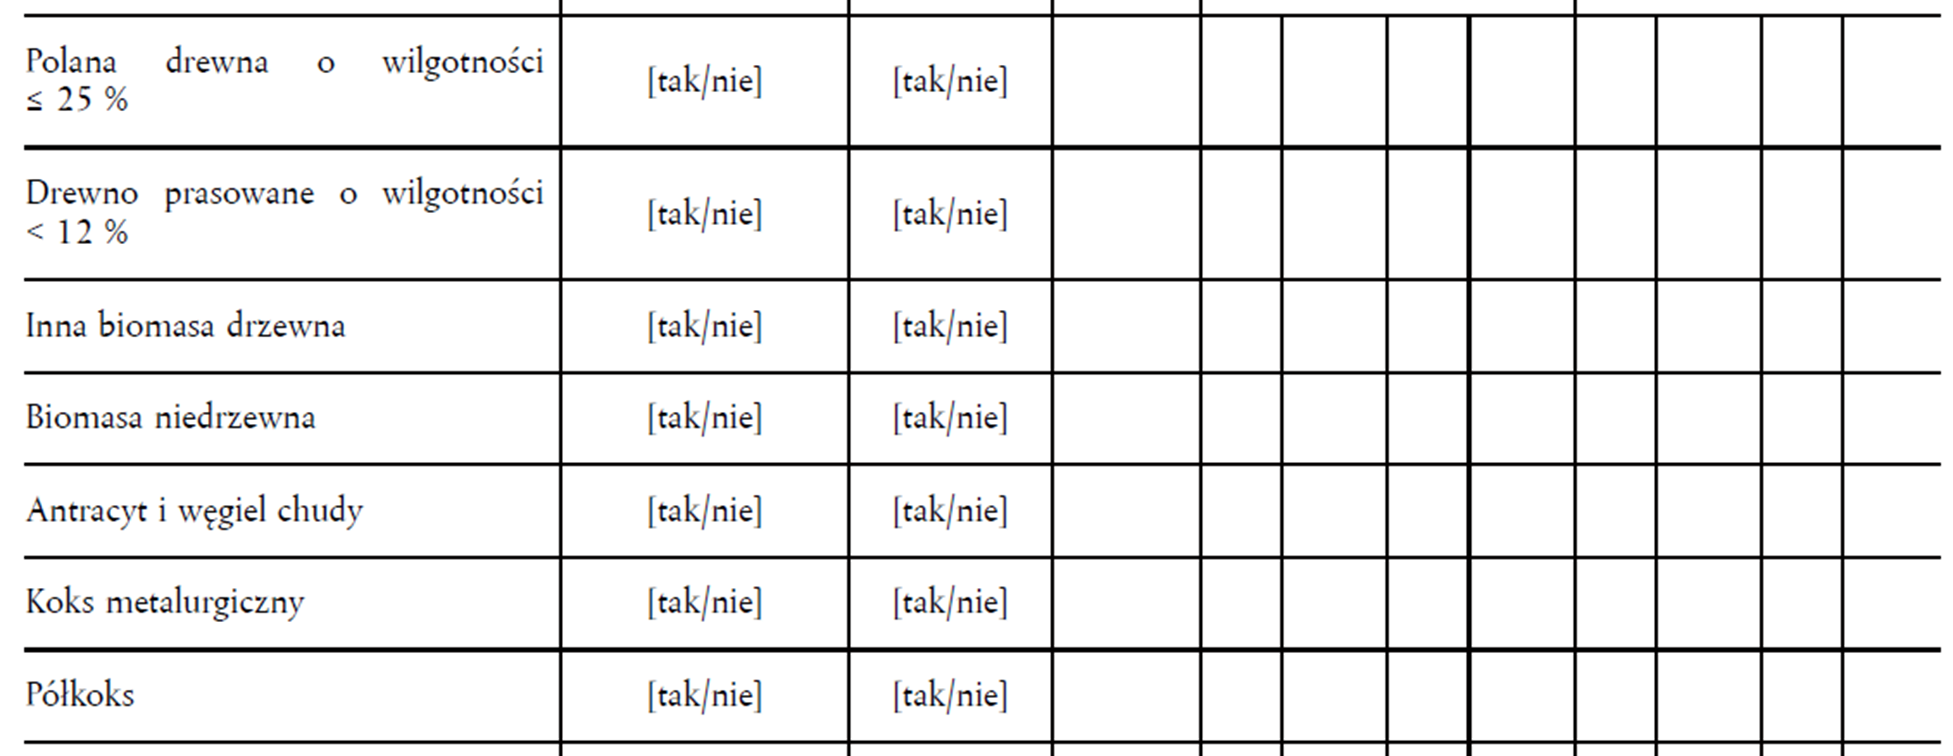 Polana drewna o wilgotności
≤ 25 % [tak/nie] [tak/nie]
Drewno prasowane o wilgotności
< 12 % [tak/nie] [tak/nie]
Inna biomasa drzewna [tak/nie] [tak/nie]
Biomasa niedrzewna [tak/nie] [tak/nie]
Antracyt i węgiel chudy [tak/nie] [tak/nie]
Koks metalurgiczny [tak/nie] [tak/nie]
Półkoks [tak/nie] [tak/nie]